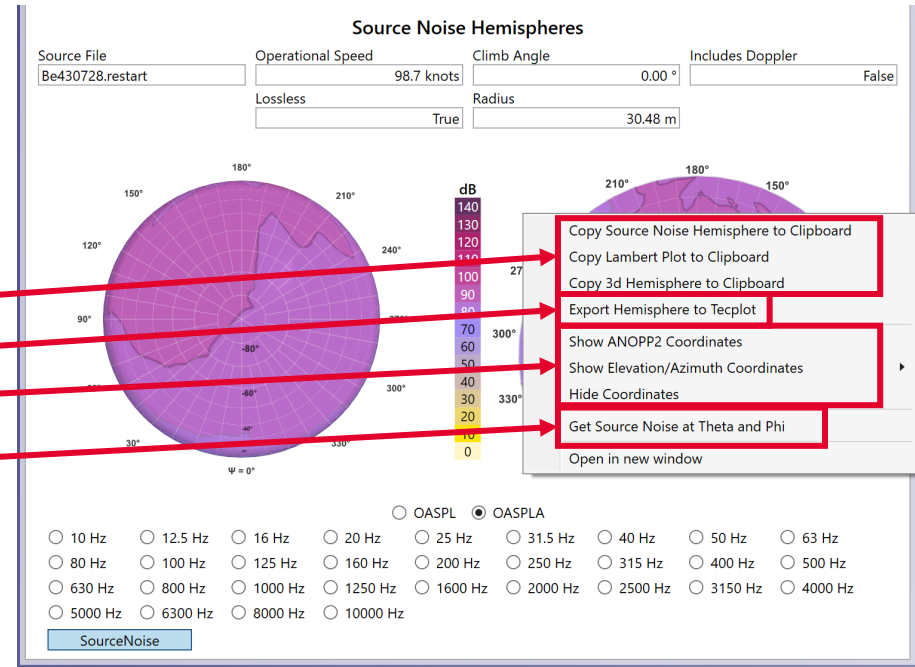 Source Noise Hemispheres
Source File Operational Speed Climb Angle Includes Doppler
Be430728.restart 98.7 knots 0.00 ° False
Lossless Radius
True 30.48 m
180°
150° 210°
120° 240°
90°
-80°
300°
-60°
-40°
30° 330°
Ψ = 0°
dB
140
130
120
110
100
90
80
70
60
50
40
30
20
10
0
180°
210° 150°
27
300°
330°
Copy Source Noise Hemisphere to Clipboard
Copy Lambert Plot to Clipboard
Copy 3d Hemisphere to Clipboard
Export Hemisphere to Tecplot
Show ANOPP2 Coordinates
Show Elevation/Azimuth Coordinates
Hide Coordinates
Get Source Noise at Theta and Phi
Open in new window
OASPL OASPLA
10 Hz 12.5 Hz 16 Hz 20 Hz 25 Hz 31.5 Hz 40 Hz 50 Hz 63 Hz
80 Hz 100 Hz 125 Hz 160 Hz 200 Hz 250 Hz 315 Hz 400 Hz 500 Hz
630 Hz 800 Hz 1000 Hz 1250 Hz 1600 Hz 2000 Hz 2500 Hz 3150 Hz 4000 Hz
5000 Hz 6300 Hz 8000 Hz 10000 Hz
SourceNoise